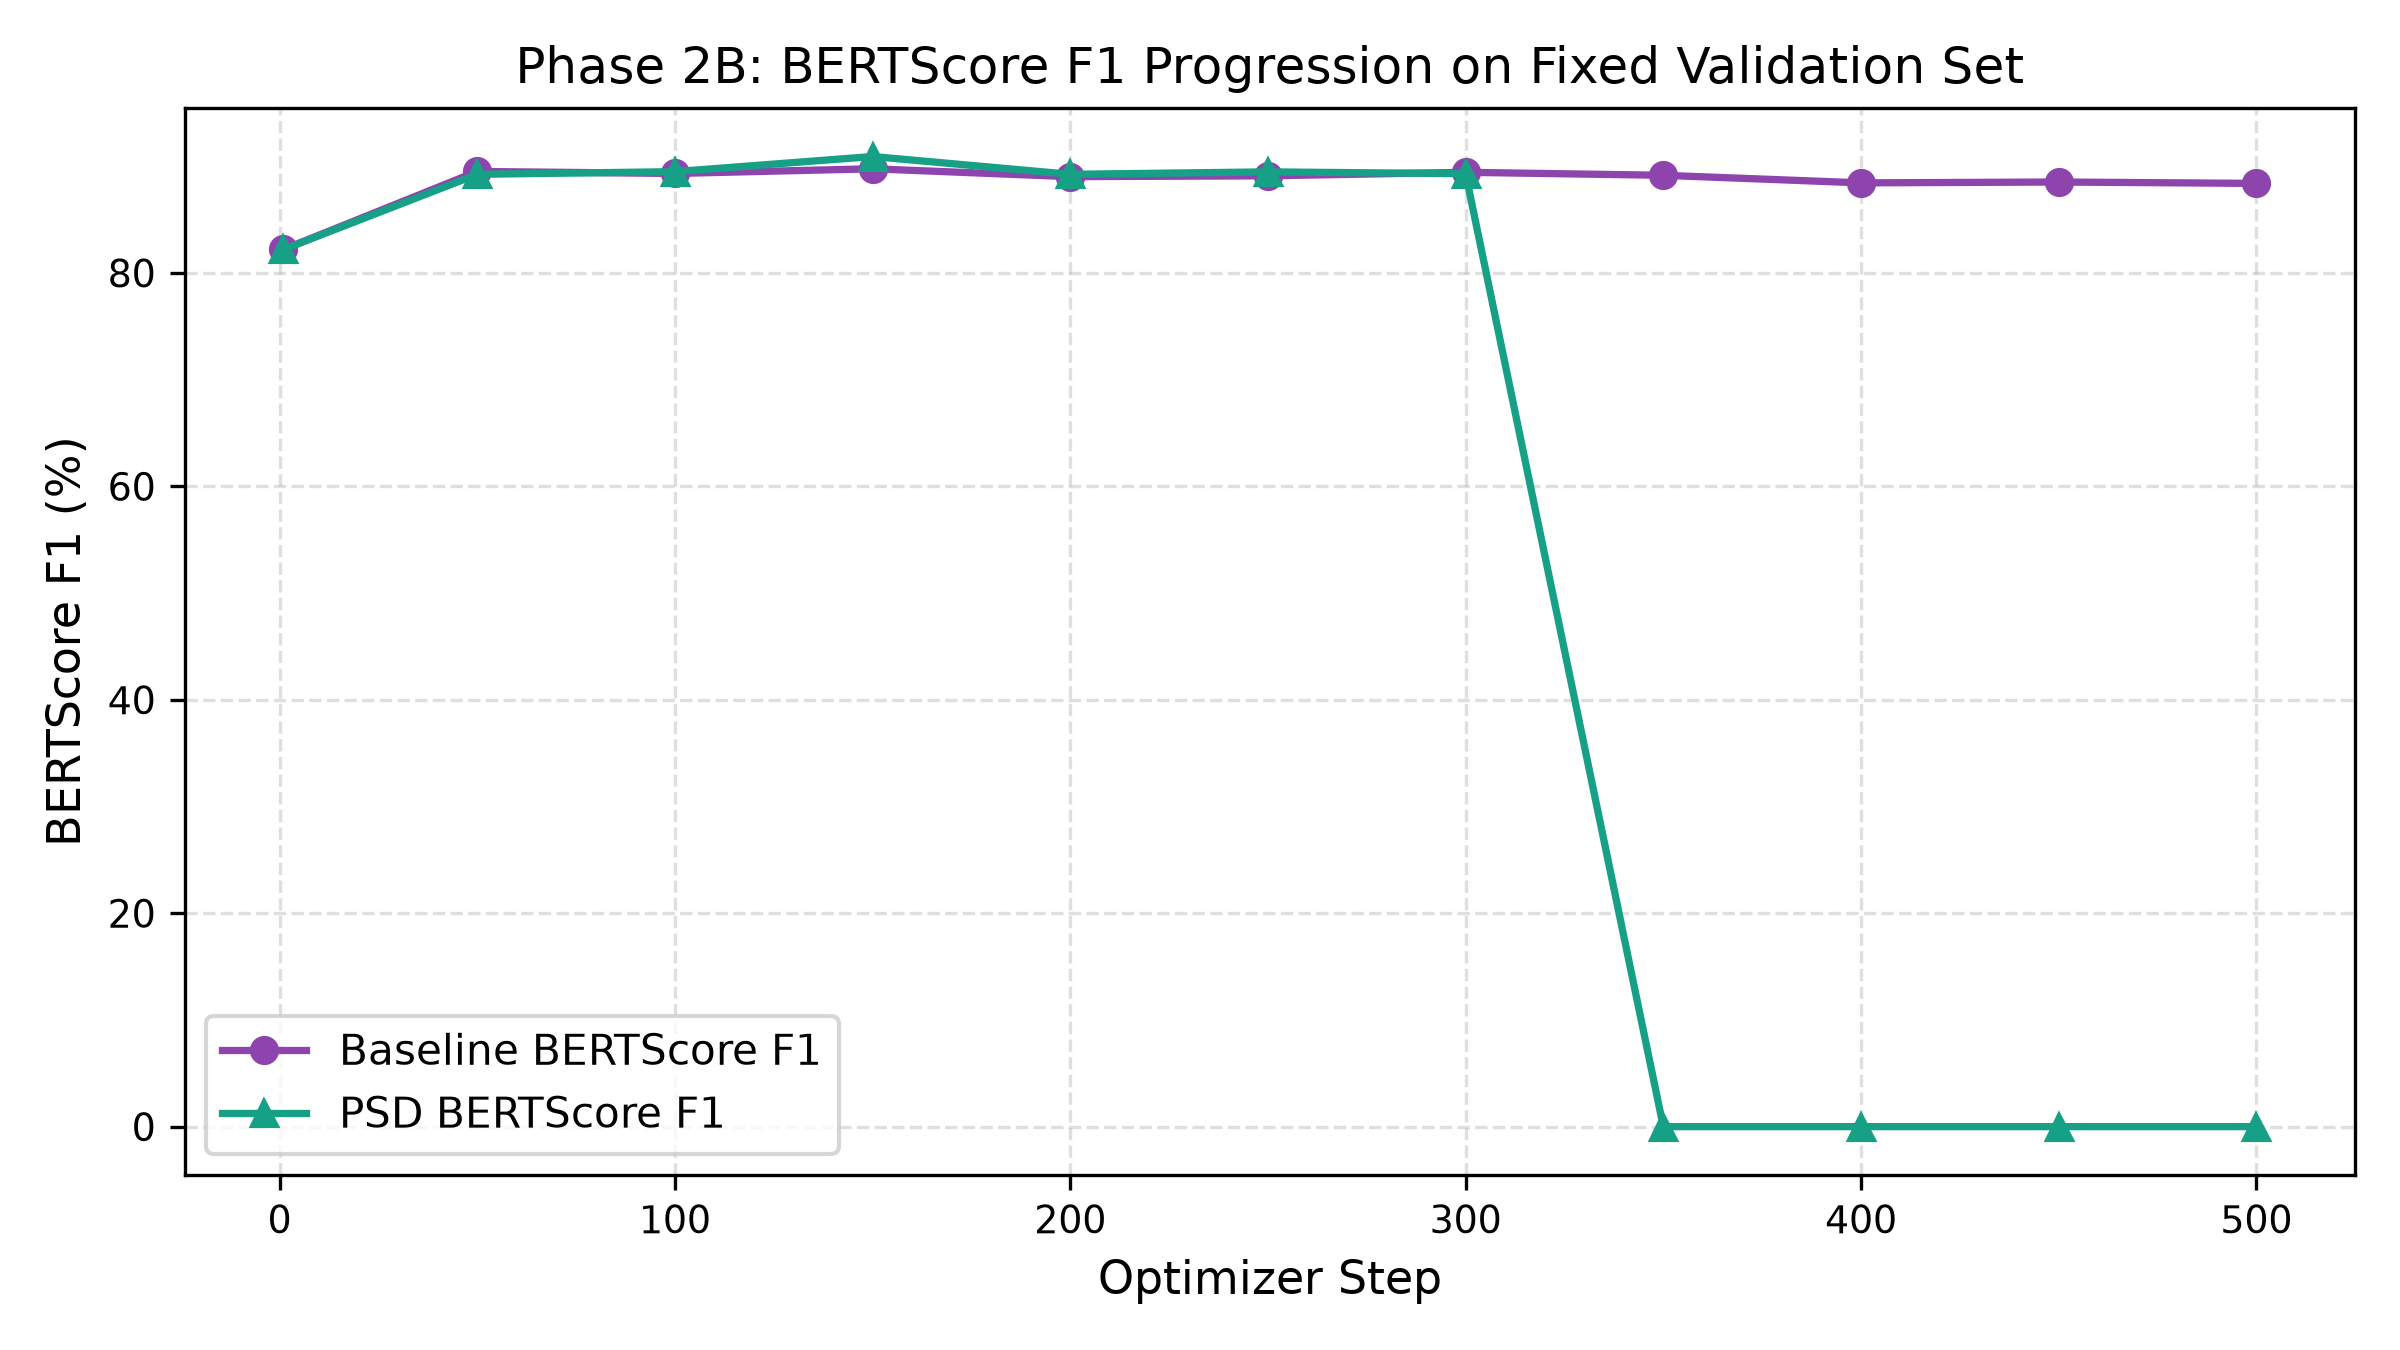 Phase 2B: BERTScore F1 Progression on Fixed Validation Set
BERTScore F1 (%)
80
60
40
20
0
Baseline BERTScore F1
PSD BERTScore F1
0 100 200 300 400 500
Optimizer Step